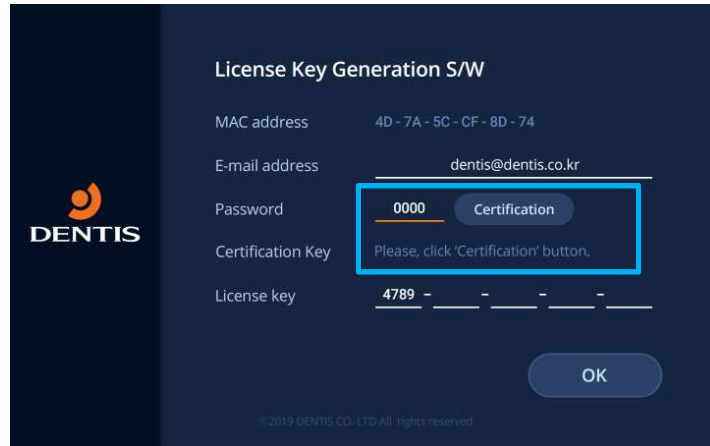 License Key Generation S/W
MAC address 4D - 7A - 5C - CF - 8D - 74
E-mail address dentis@dentis.co.kr
Password 0000 Certification
DENTIS
Certification Key Please, click 'Certification' button.
License key 4789 - - - -
OK
©2019 DENTIS CO. LTD All rights reserved